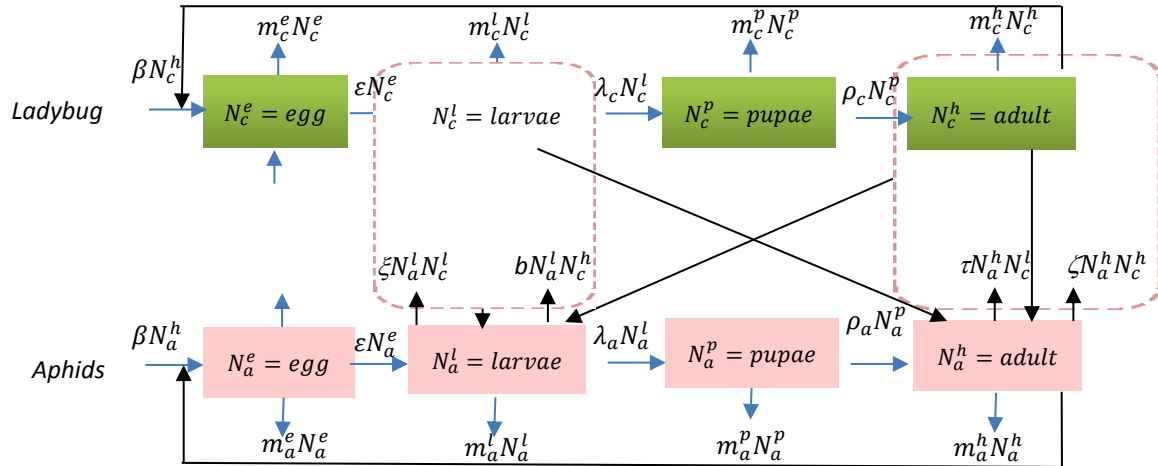 m_c^e N_c^e m_c^l N_c^l m_c^p N_c^p m_c^h N_c^h
βN_c^h εN_c^e λ_c N_c^l ρ_c N_c^p
Ladybug N_c^e = egg N_c^l = larvae N_c^p = pupae N_c^h = adult
ξN_a^l N_c^l bN_a^l N_c^h τN_a^h N_c^l ζN_a^h N_c^h
βN_a^h εN_a^e λ_a N_a^l ρ_a N_a^p
Aphids N_a^e = egg N_a^l = larvae N_a^p = pupae N_a^h = adult
m_a^e N_a^e m_a^l N_a^l m_a^p N_a^p m_a^h N_a^h